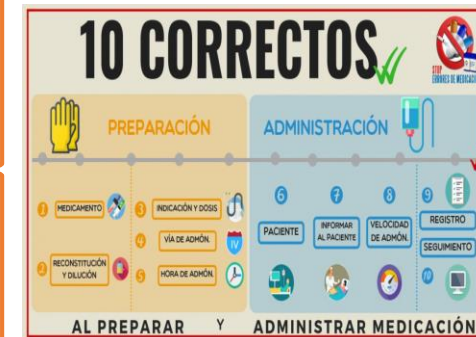 10 CORRECTOS
STOP
ERRORES DE MEDICACIÓ
PREPARACIÓN
ADMINISTRACIÓN
1 MEDICAMENTO
2 RECONSTITUCIÓN
Y DILUCIÓN
3 INDICACIÓN Y DOSIS
4 VÍA DE ADMÓN.
IV
5 HORA DE ADMÓN.
6
PACIENTE
7
INFORMAR
AL PACIENTE
8
VELOCIDAD
DE ADMÓN.
9
REGISTRO
SEGUIMIENTO
10
AL PREPARAR Y ADMINISTRAR MEDICACIÓN